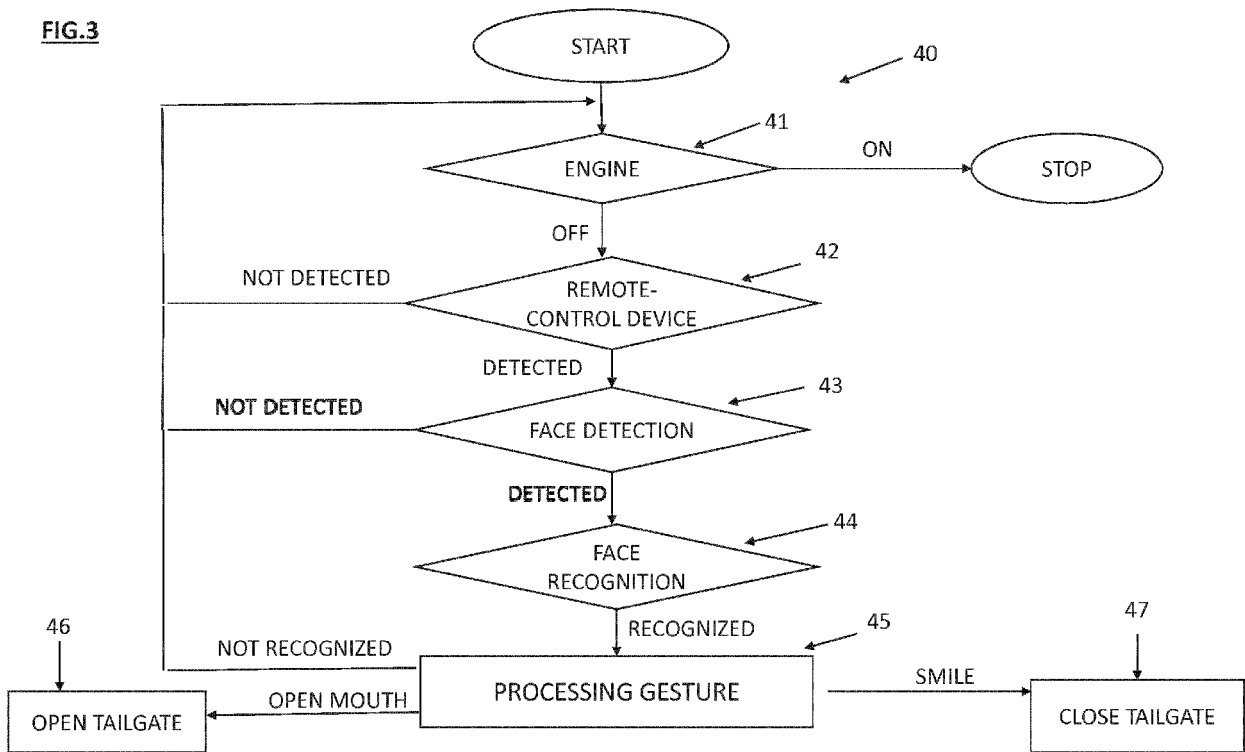 FIG.3
START
40
41
ENGINE
ON
STOP
OFF
42
NOT DETECTED
REMOTE-
CONTROL DEVICE
DETECTED
43
NOT DETECTED
FACE DETECTION
DETECTED
44
FACE
RECOGNITION
46
RECOGNIZED
45
47
NOT RECOGNIZED
PROCESSING GESTURE
SMILE
OPEN MOUTH
OPEN TAILGATE
CLOSE TAILGATE